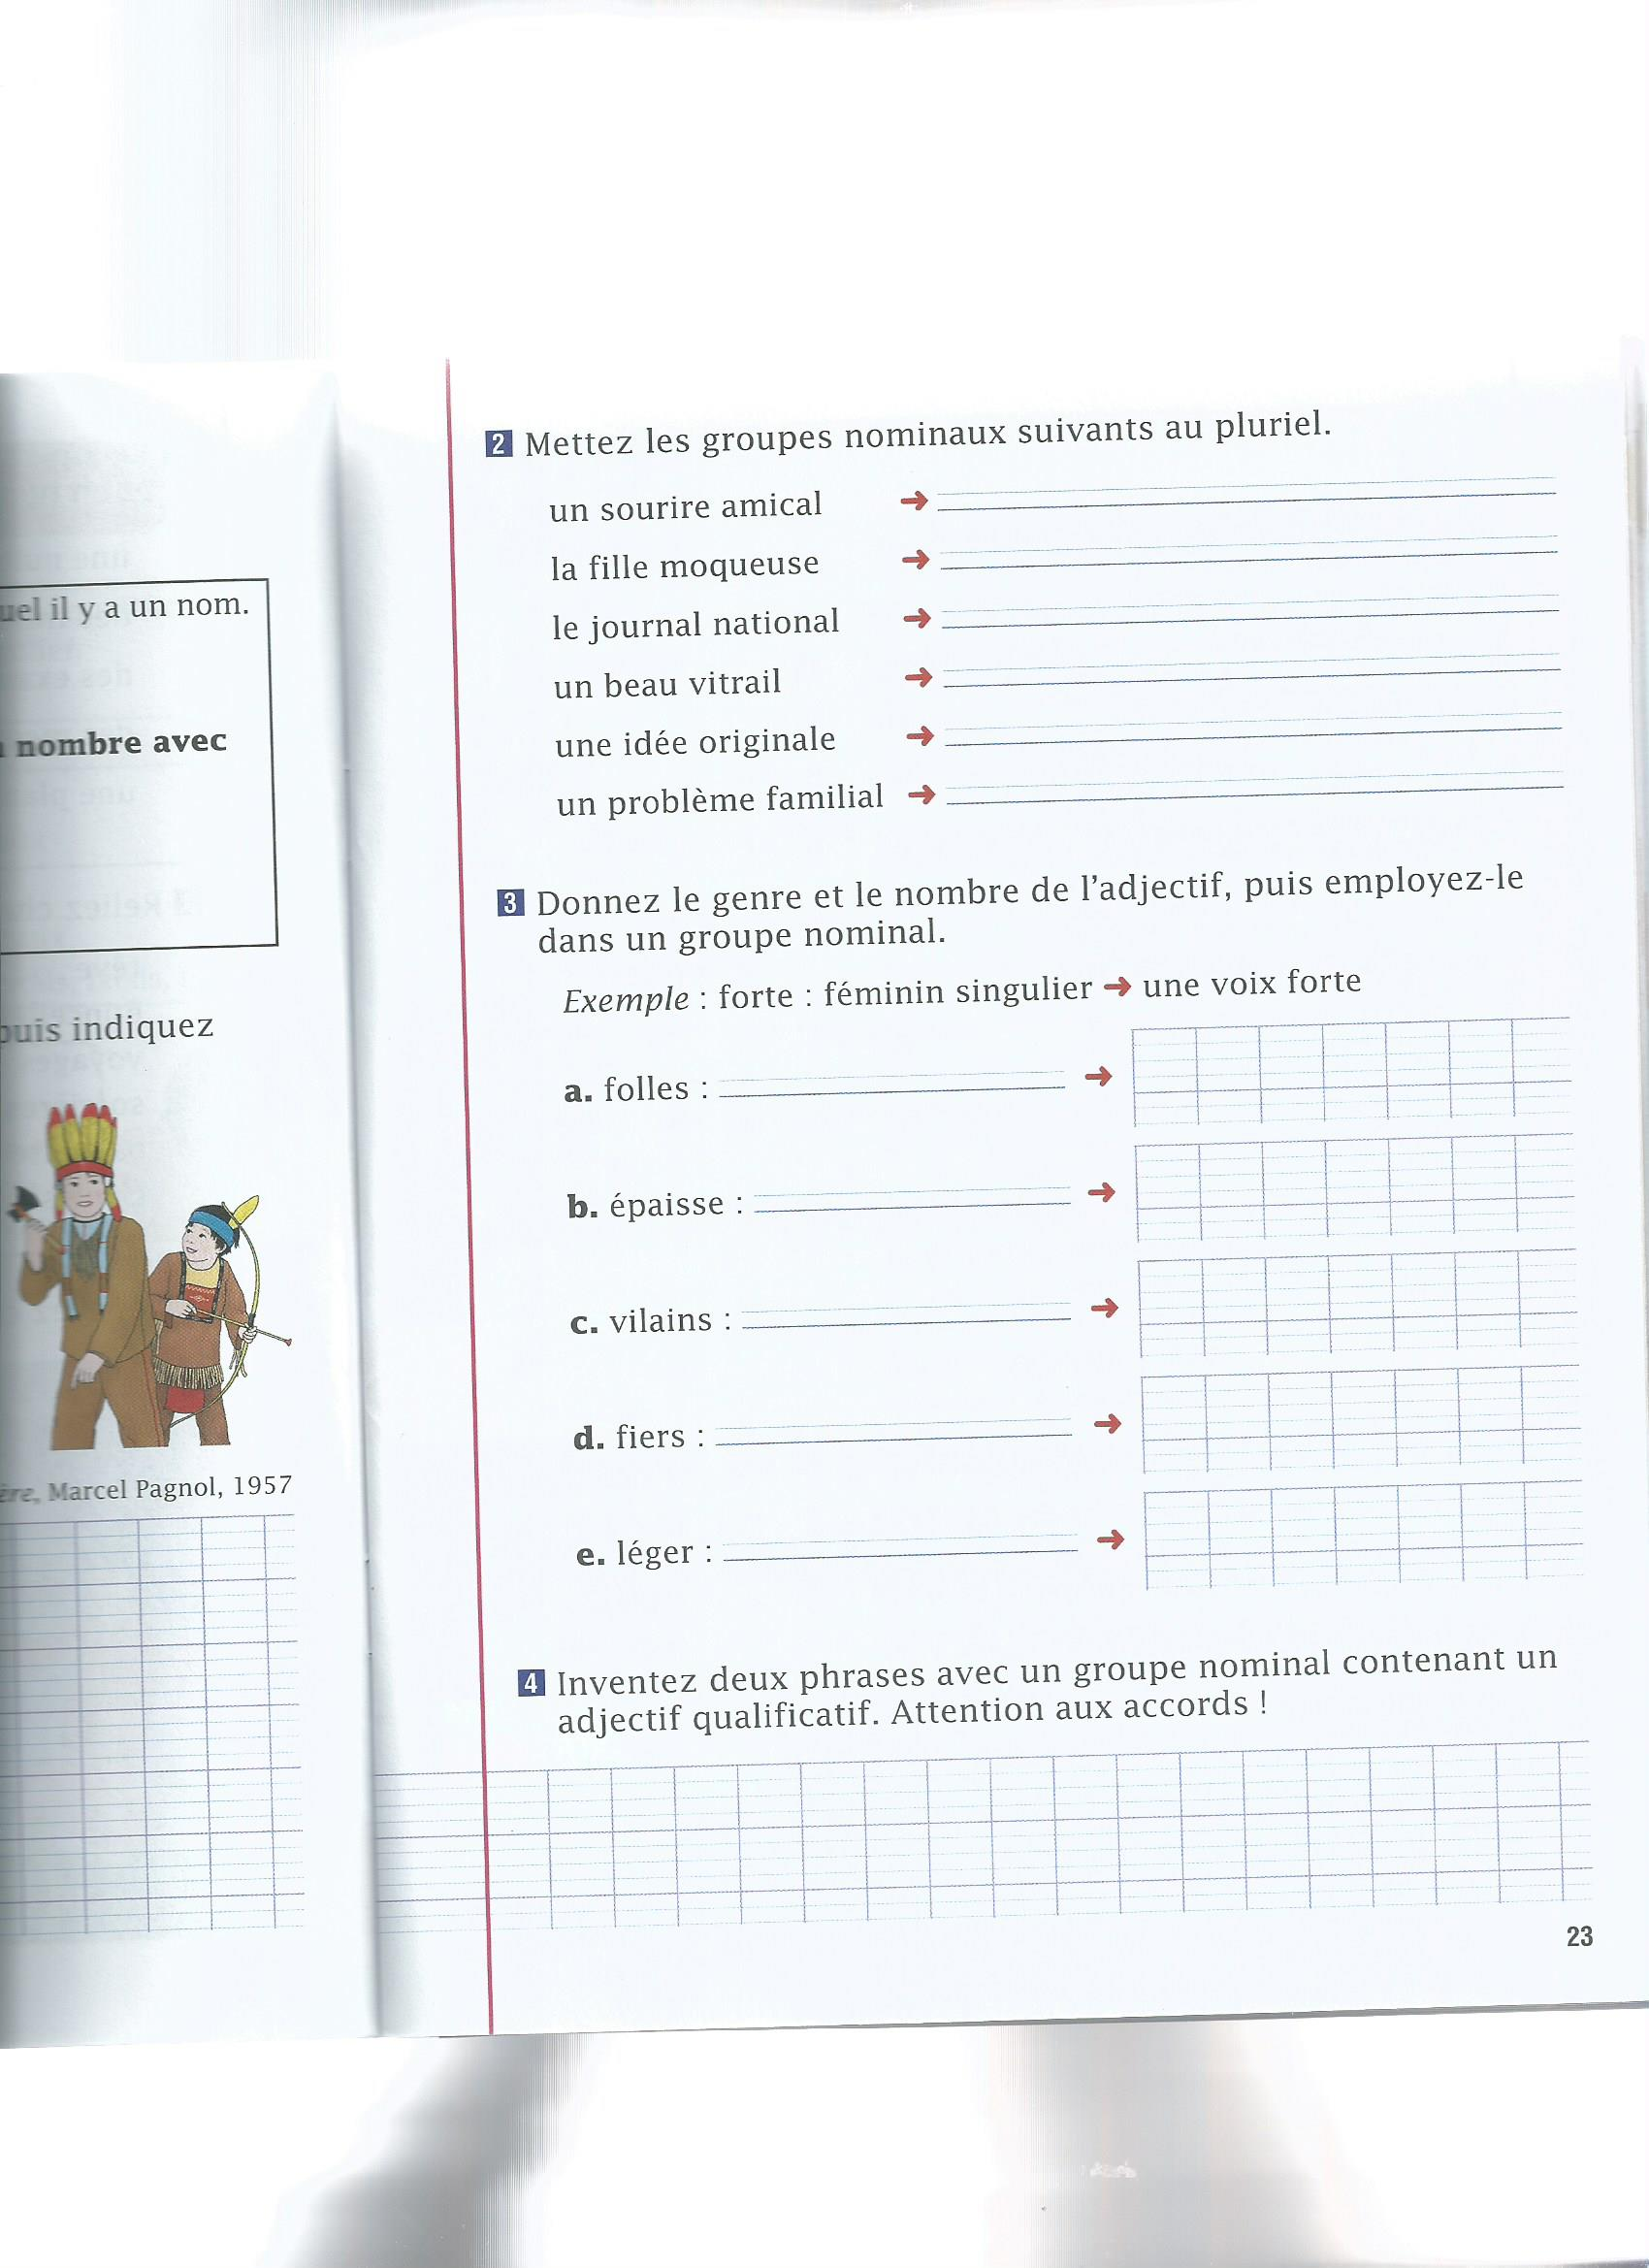 uel il y a un nom.
nombre avec
puis indiquez
ère, Marcel Pagnol, 1957
2 Mettez les groupes nominaux suivants au pluriel.
un sourire amical ➜
la fille moqueuse ➜
le journal national ➜
un beau vitrail ➜
une idée originale ➜
un problème familial ➜
3 Donnez le genre et le nombre de l’adjectif, puis employez-le
dans un groupe nominal.
Exemple : forte : féminin singulier ➜ une voix forte
a. folles : ➜
b. épaisse : ➜
c. vilains : ➜
d. fiers : ➜
e. léger : ➜
4 Inventez deux phrases avec un groupe nominal contenant un
adjectif qualificatif. Attention aux accords !
23